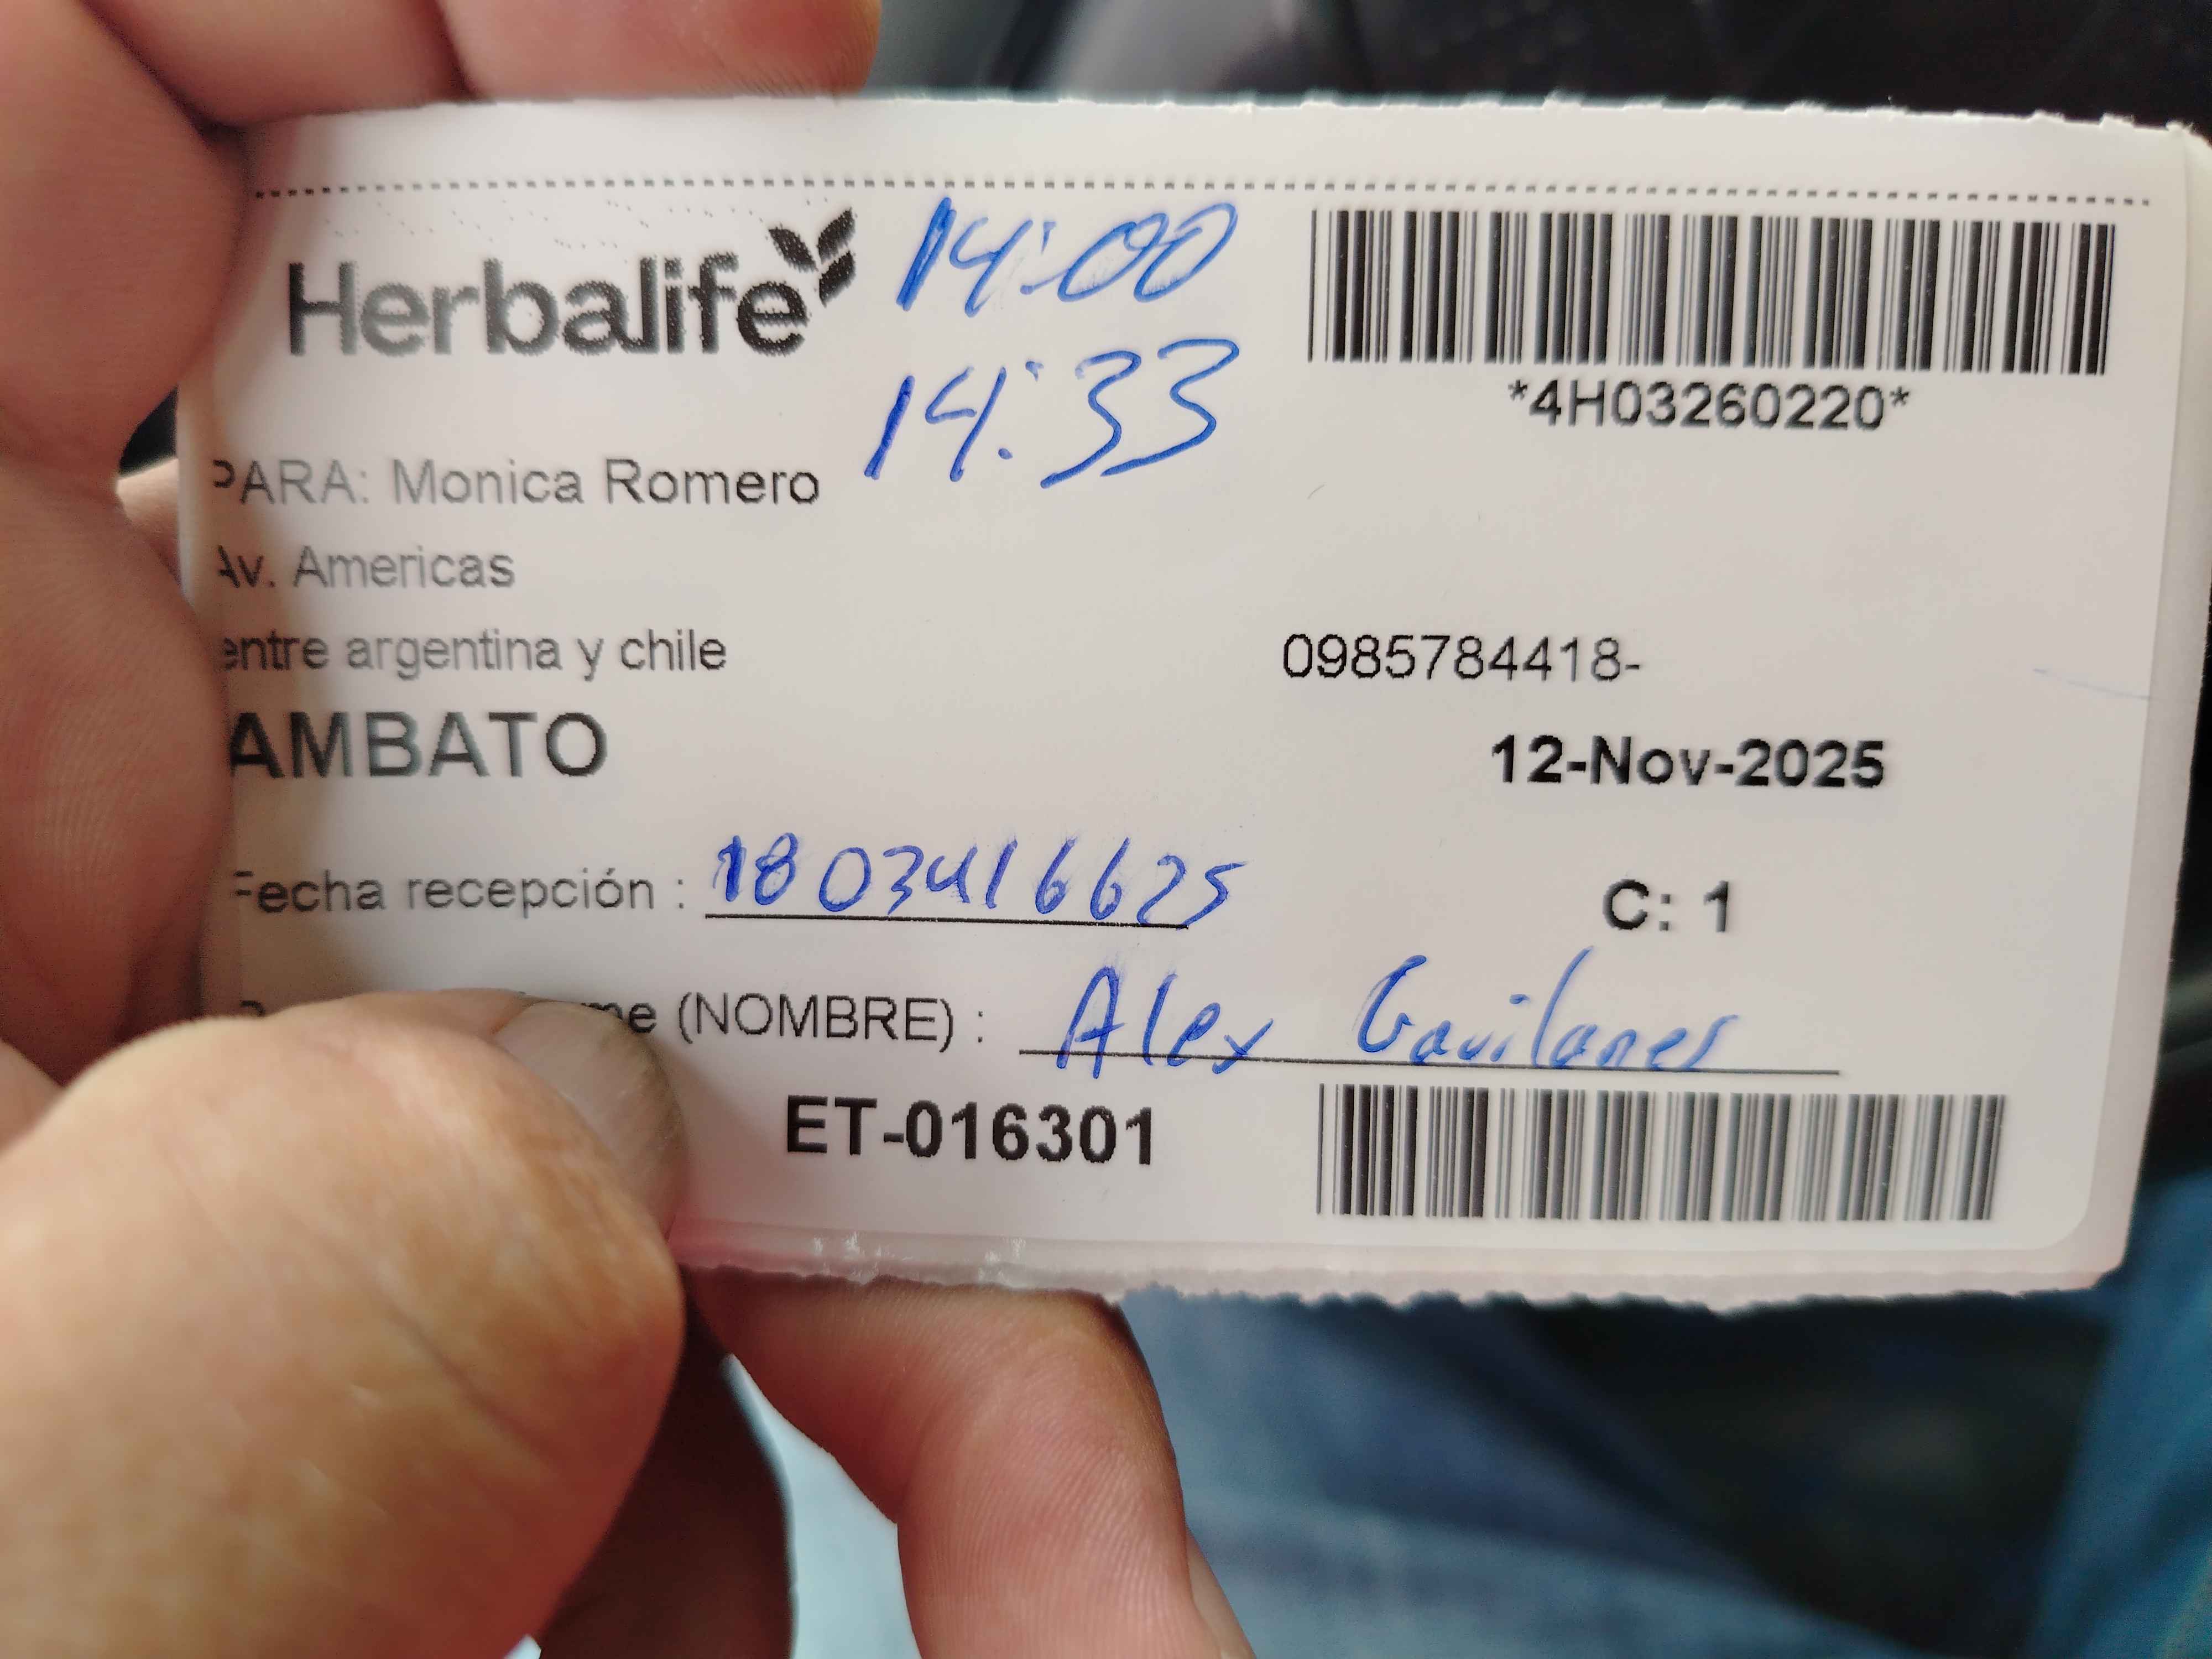 Herbalife
14:00
14:33
*4H03260220*
PARA: Monica Romero
Av. Americas
entre argentina y chile
0985784418-
AMBATO
12-Nov-2025
Fecha recepción : 1803416625
C: 1
(NOMBRE) : Alex Gavilanes
ET-016301